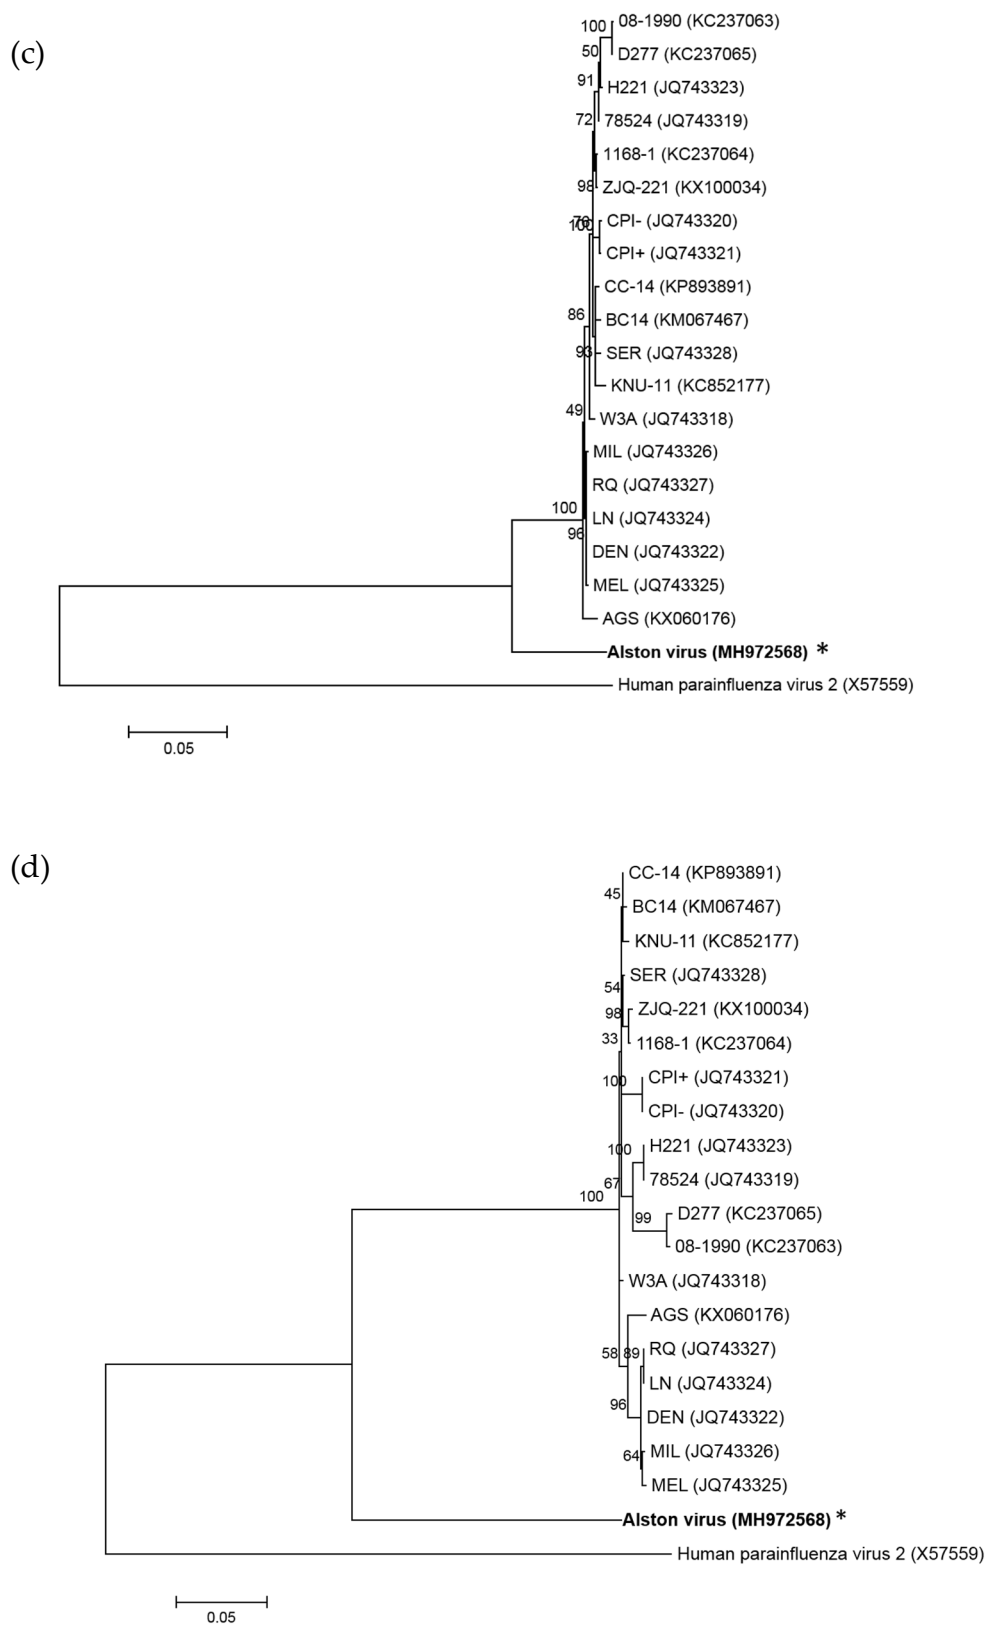 (c)
100
08-1990 (KC237063)
50
D277 (KC237065)
91
H221 (JQ743323)
72
78524 (JQ743319)
1168-1 (KC237064)
98
ZJQ-221 (KX100034)
CPI- (JQ743320)
100
CPI+ (JQ743321)
CC-14 (KP893891)
86
BC14 (KM067467)
93
SER (JQ743328)
KNU-11 (KC852177)
49
W3A (JQ743318)
MIL (JQ743326)
RQ (JQ743327)
100
LN (JQ743324)
96
DEN (JQ743322)
MEL (JQ743325)
AGS (KX060176)
Alston virus (MH972568) *
Human parainfluenza virus 2 (X57559)
0.05
(d)
CC-14 (KP893891)
45
BC14 (KM067467)
KNU-11 (KC852177)
SER (JQ743328)
54
ZJQ-221 (KX100034)
98
33
1168-1 (KC237064)
CPI+ (JQ743321)
100
CPI- (JQ743320)
H221 (JQ743323)
100
78524 (JQ743319)
67
100
D277 (KC237065)
99
08-1990 (KC237063)
W3A (JQ743318)
AGS (KX060176)
58 89 RQ (JQ743327)
LN (JQ743324)
96
DEN (JQ743322)
MIL (JQ743326)
64
MEL (JQ743325)
Alston virus (MH972568) *
Human parainfluenza virus 2 (X57559)
0.05